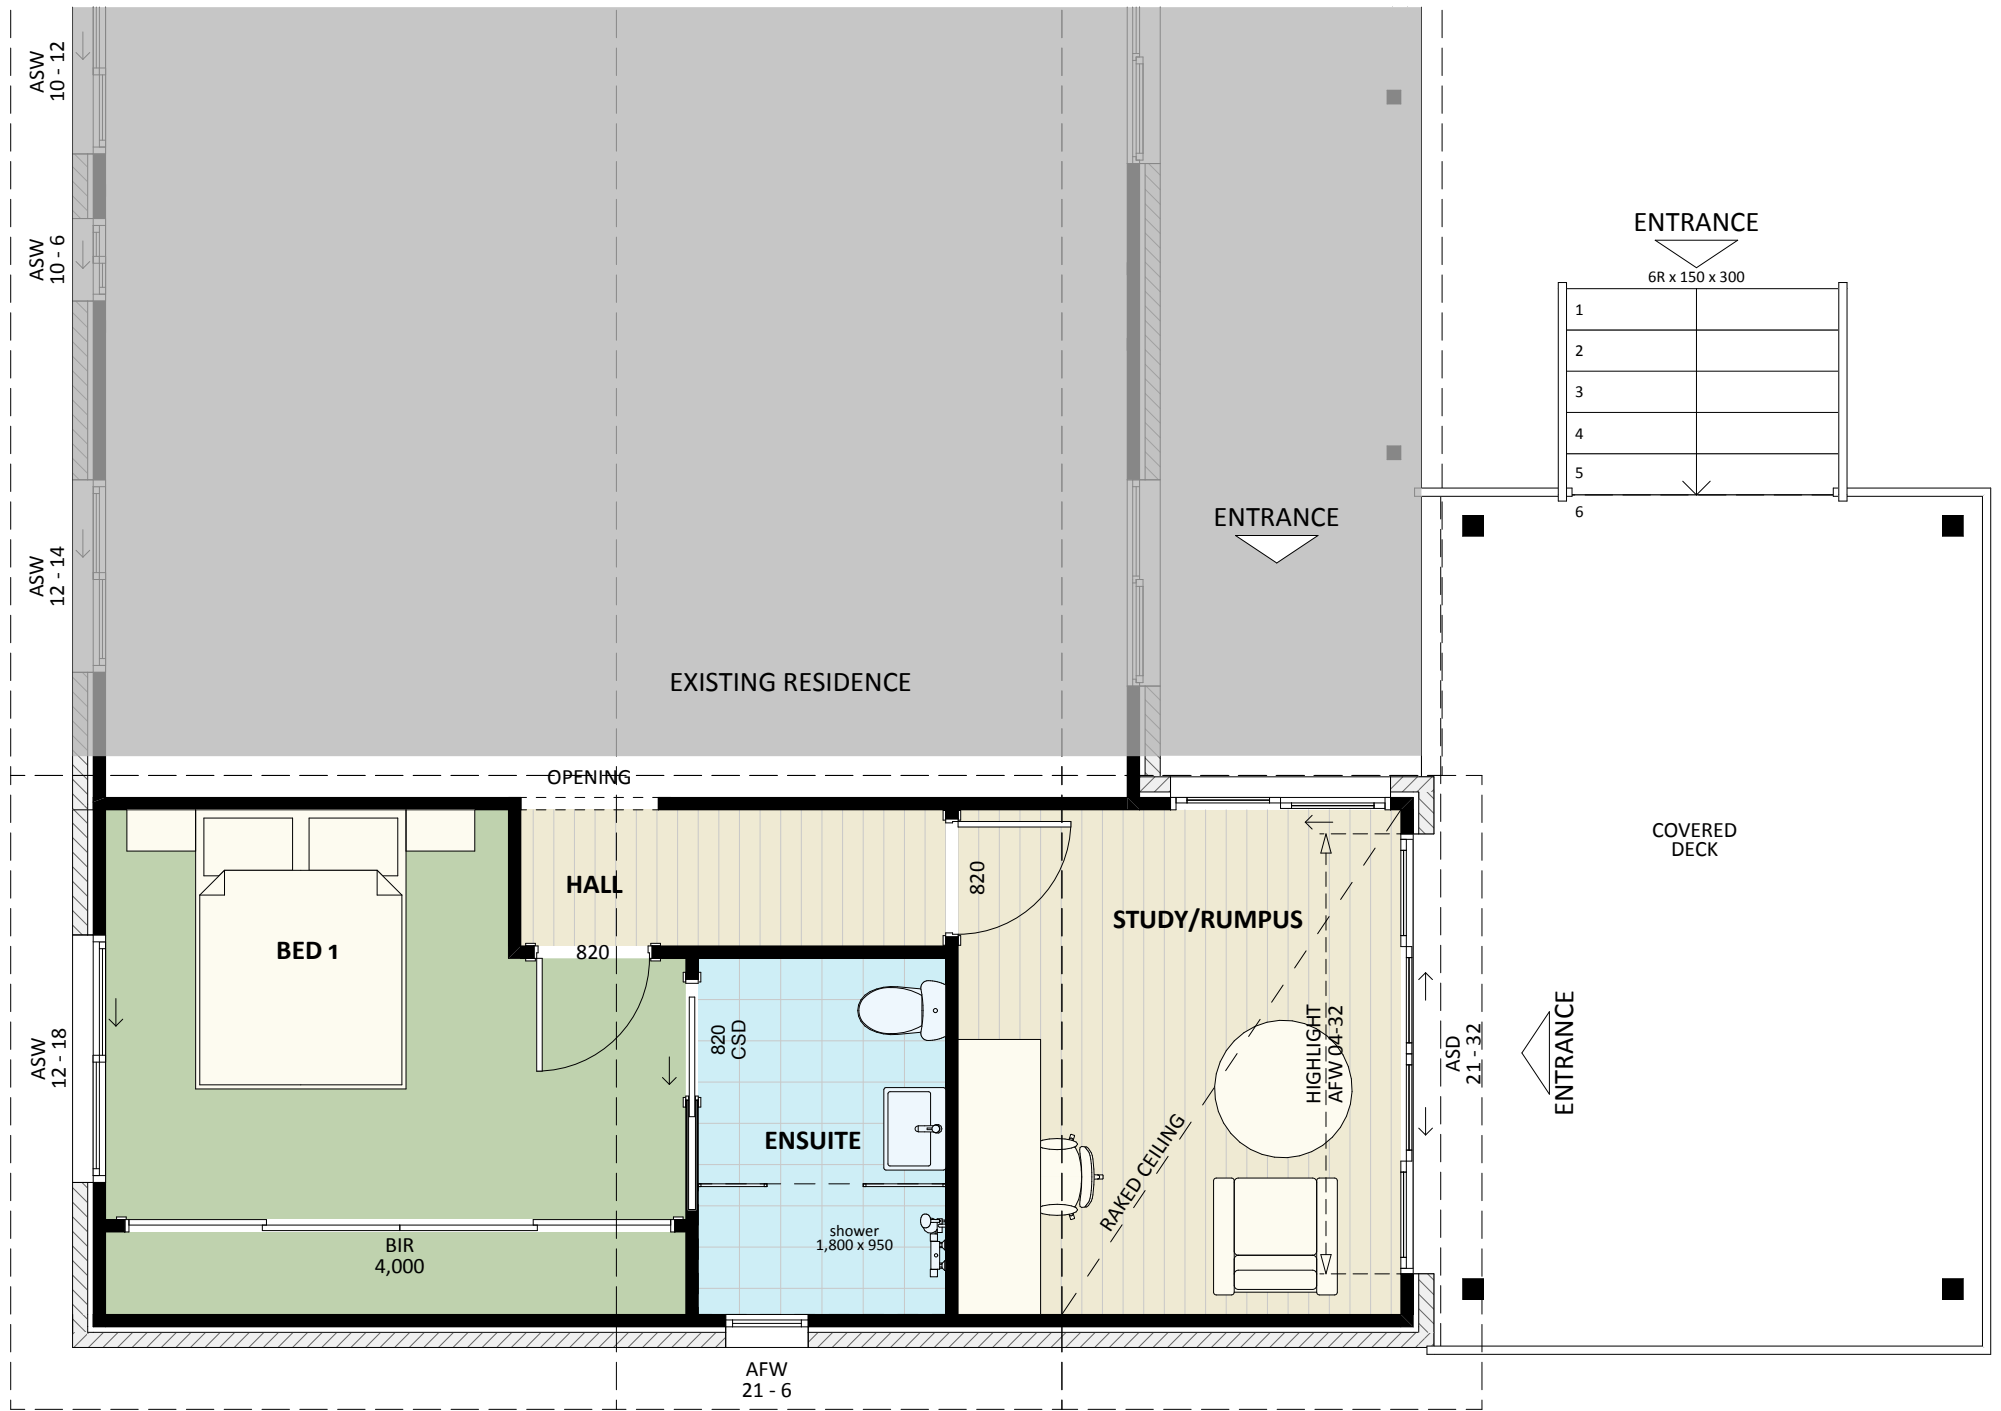 ASW
10 - 12
ASW
10 - 6
ENTRANCE
6R x 150 x 300
1
2
3
4
5
6
ENTRANCE
ASW
12 - 14
EXISTING RESIDENCE
OPENING
COVERED
DECK
HALL
820
STUDY/RUMPUS
BED 1
820
820
CSD
HIGHLIGHT
AFW 04-32
ASD
21 - 32
ENTRANCE
ASW
12 - 18
ENSUITE
RAKED CEILING
shower
1,800 x 950
BIR
4,000
AFW
21 - 6